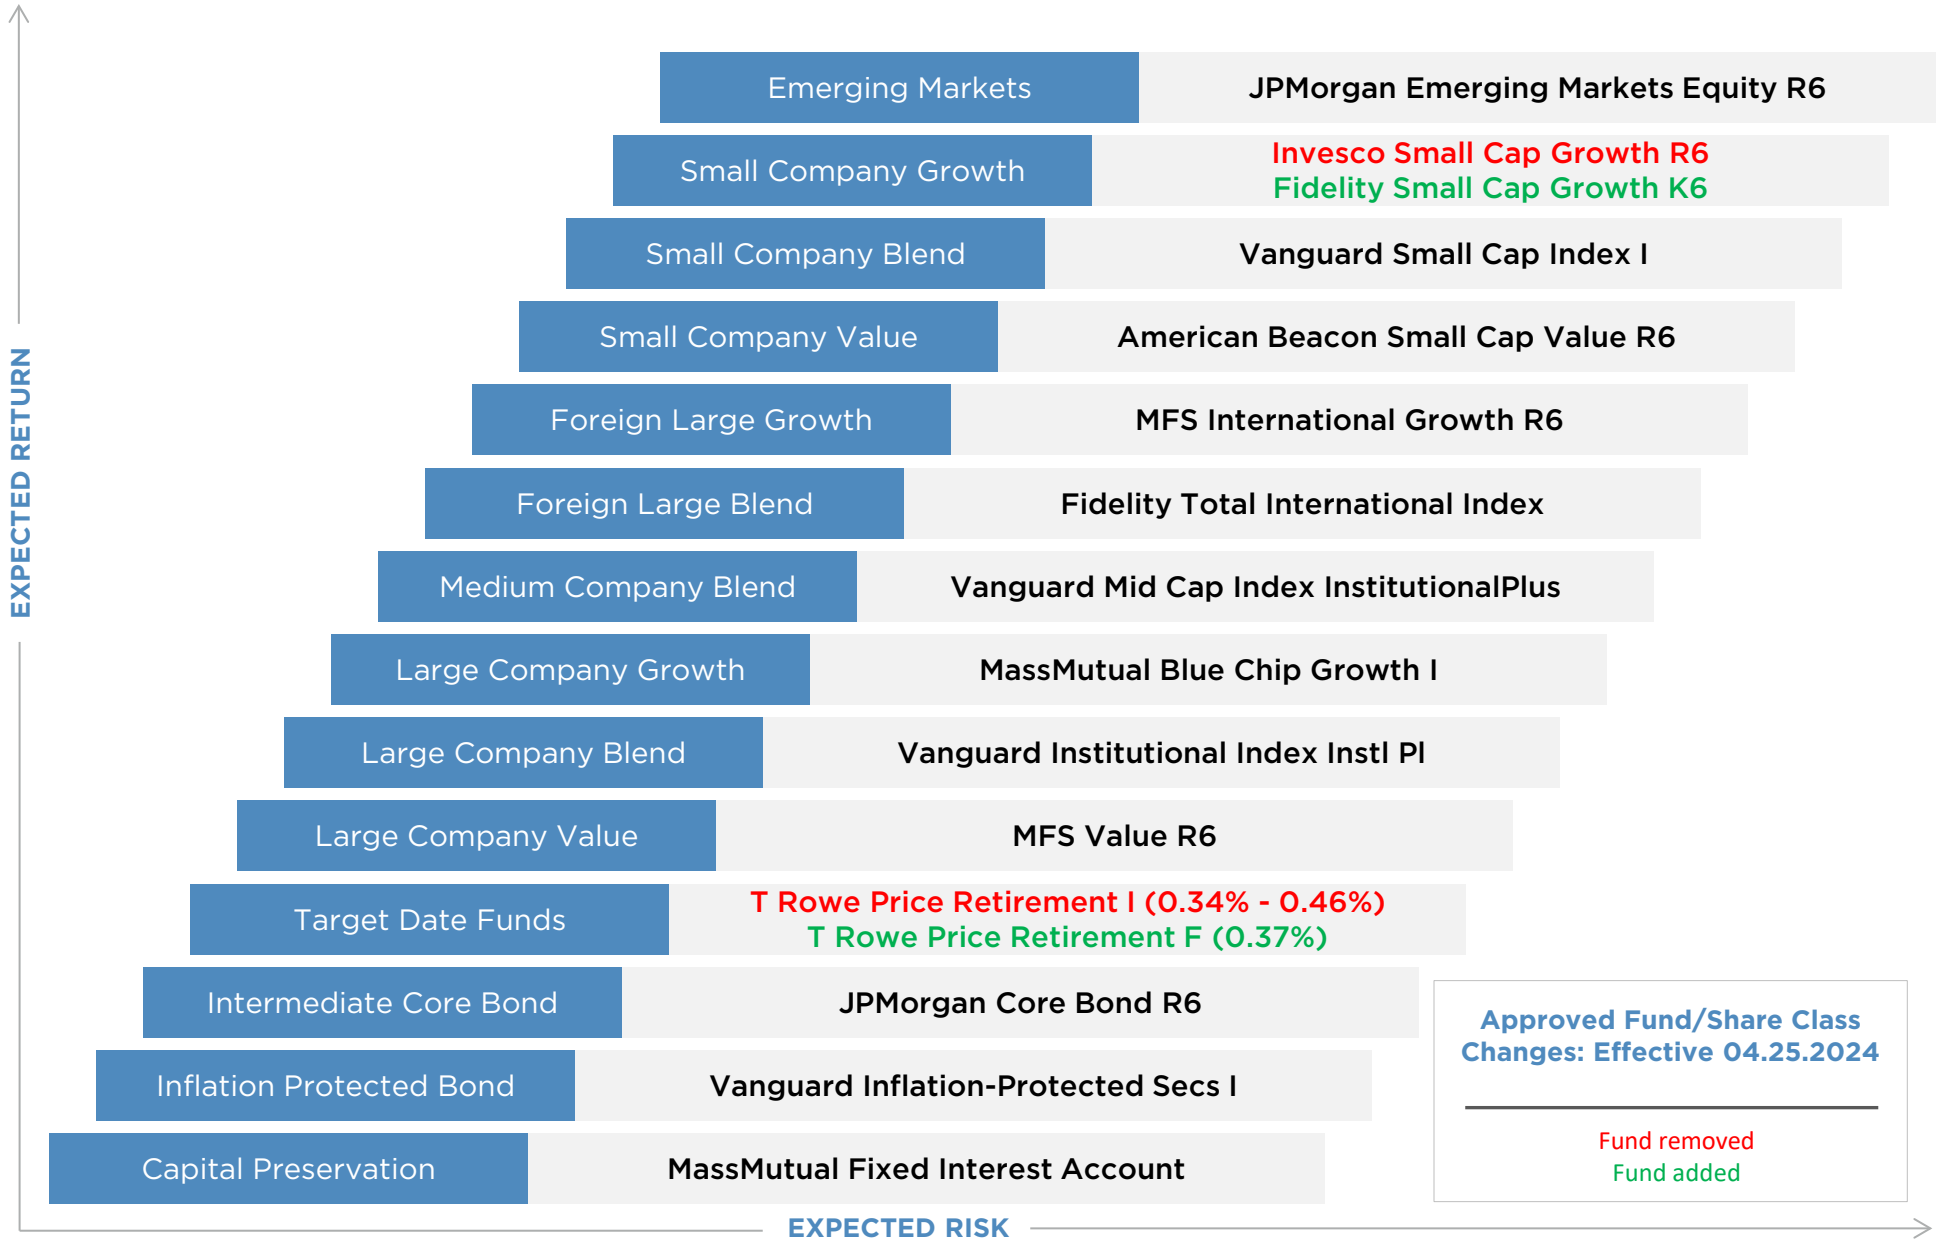 Emerging Markets
JPMorgan Emerging Markets Equity R6
Small Company Growth
Invesco Small Cap Growth R6
Fidelity Small Cap Growth K6
Small Company Blend
Vanguard Small Cap Index I
Small Company Value
American Beacon Small Cap Value R6
EXPECTED RETURN
Foreign Large Growth
MFS International Growth R6
Foreign Large Blend
Fidelity Total International Index
Medium Company Blend
Vanguard Mid Cap Index InstitutionalPlus
Large Company Growth
MassMutual Blue Chip Growth I
Large Company Blend
Vanguard Institutional Index Instl Pl
Large Company Value
MFS Value R6
Target Date Funds
T Rowe Price Retirement I (0.34% - 0.46%)
T Rowe Price Retirement F (0.37%)
Intermediate Core Bond
JPMorgan Core Bond R6
Inflation Protected Bond
Vanguard Inflation-Protected Secs I
Capital Preservation
MassMutual Fixed Interest Account
Approved Fund/Share Class
Changes: Effective 04.25.2024
Fund removed
Fund added
EXPECTED RISK